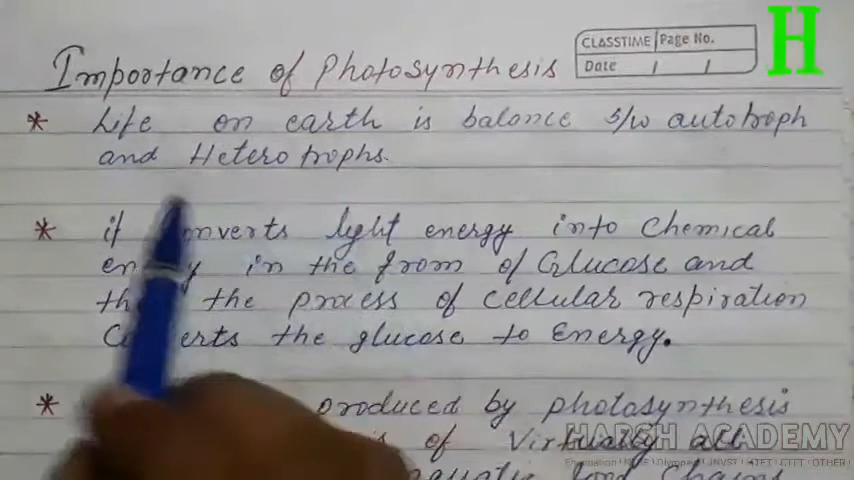 Importance of Photosynthesis
CLASSTIME Page No.
Date / /
H
* Life on earth is balance b/w autotroph
and Heterotrophs.
* it converts light energy into Chemical
energy in the from of Glucose and
the process of cellular respiration
the glucose to Energy.
* produced by photosynthesis
of Virtually all
aquatic food Chains
HARSH ACADEMY